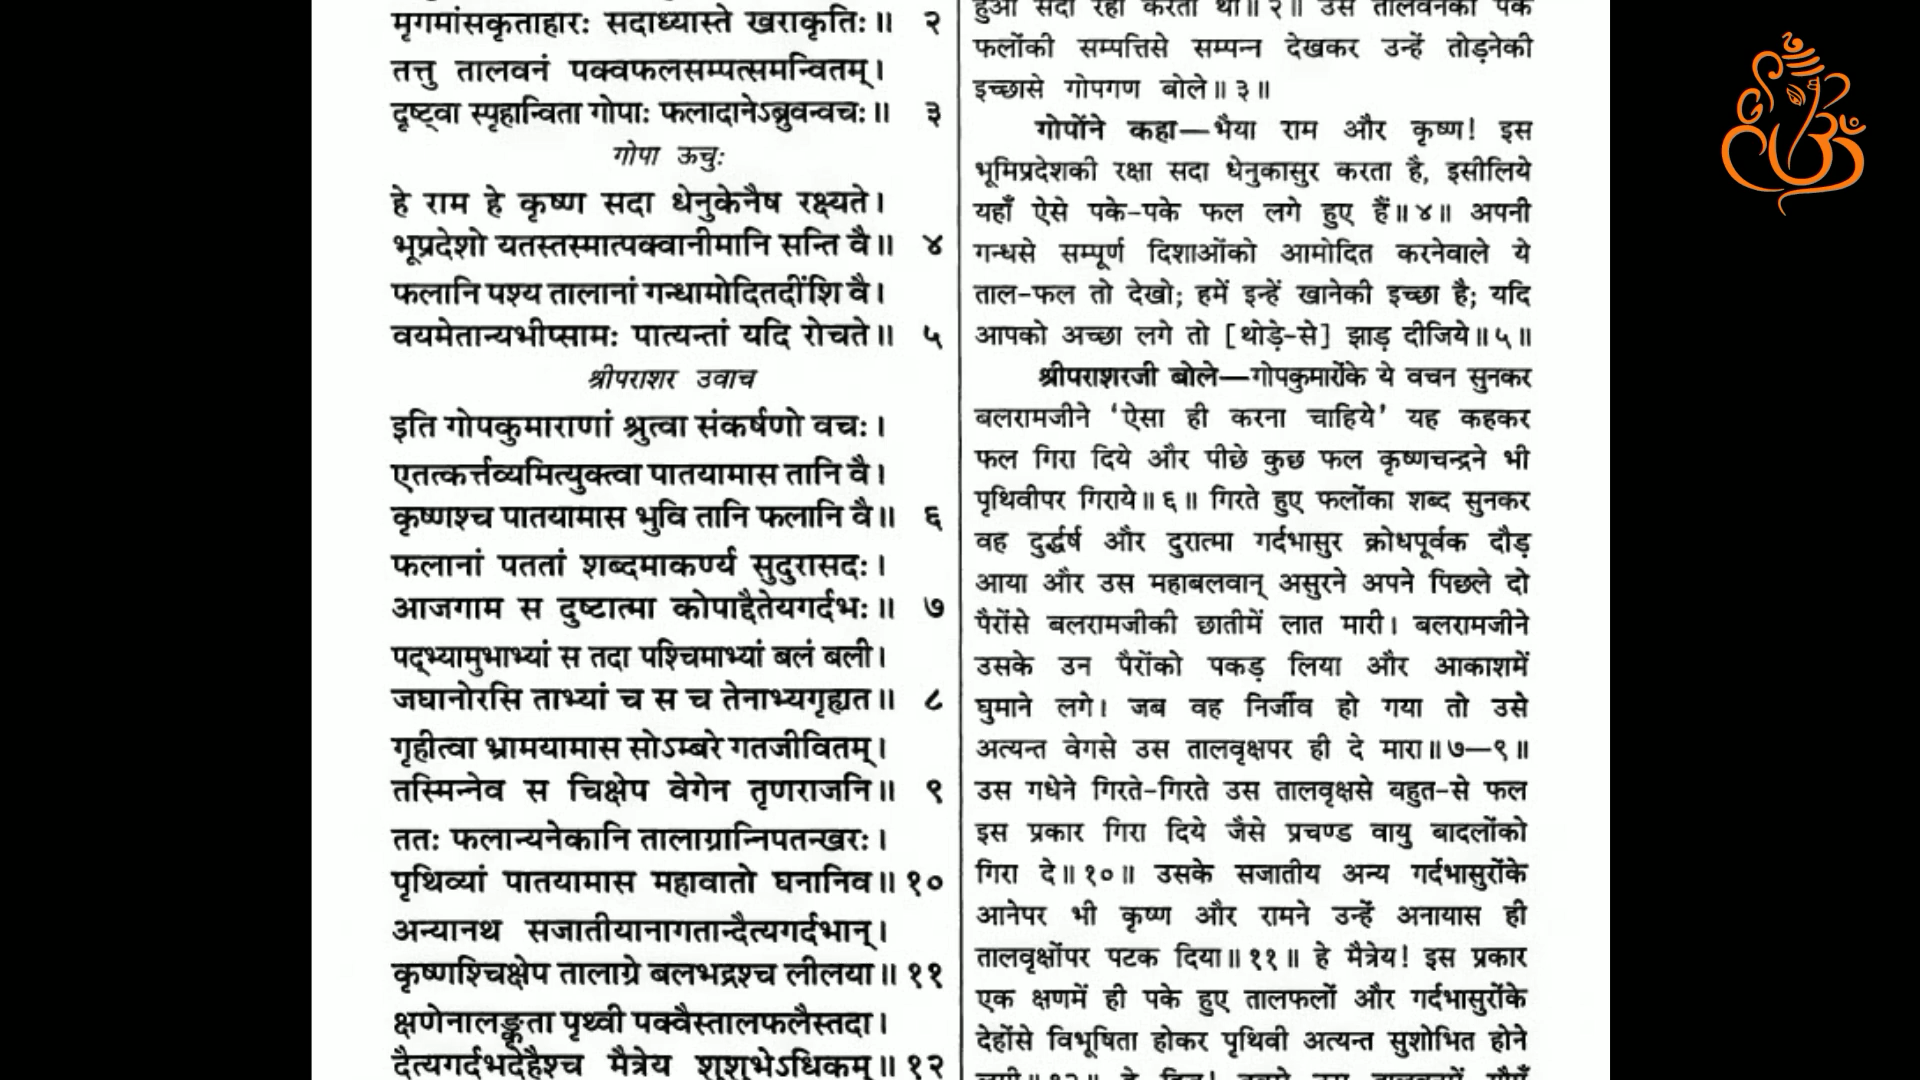 मृगमांसकृताहारः सदाध्यास्ते खराकृतिः॥ २
तत्तु तालवनं पक्वफलसम्पत्समन्वितम्।
दृष्ट्वा स्पृहान्विता गोपाः फलादानेऽब्रुवन्वचः॥ ३
गोपा ऊचुः
हे राम हे कृष्ण सदा धेनुकेनैष रक्ष्यते।
भूप्रदेशो यतस्तस्मात्पक्वानीमानि सन्ति वै॥ ४
फलानि पश्य तालानां गन्धामोदितदींशि वै।
वयमेतान्यभीप्सामः पात्यन्तां यदि रोचते॥ ५
श्रीपराशर उवाच
इति गोपकुमाराणां श्रुत्वा संकर्षणो वचः।
एतत्कर्त्तव्यमित्युक्त्वा पातयामास तानि वै।
कृष्णश्च पातयामास भुवि तानि फलानि वै॥ ६
फलानां पततां शब्दमाकर्ण्य सुदुरासदः।
आजगाम स दुष्टात्मा कोपाद्दैतेयगर्दभः॥ ७
पद्भ्यामुभाभ्यां स तदा पश्चिमाभ्यां बलं बली।
जघानोरसि ताभ्यां च स च तेनाभ्यगृह्यत॥ ८
गृहीत्वा भ्रामयामास सोऽम्बरे गतजीवितम्।
तस्मिन्नेव स चिक्षेप वेगेन तृणराजनि॥ ९
ततः फलान्यनेकानि तालाग्रान्निपतन्खरः।
पृथिव्यां पातयामास महावातो घनानिव॥ १०
अन्यानथ सजातीयानागतान्दैत्यगर्दभान्।
कृष्णश्चिक्षेप तालाग्रे बलभद्रश्च लीलया॥ ११
क्षणेनालङ्कृता पृथ्वी पक्वैस्तालफलैस्तदा।
दैत्यगर्दभदेहैश्च मैत्रेय शुशुभेऽधिकम्॥ १२
हुआ सदा रहा करता था॥ २॥ उस तालवनको पके
फलोंकी सम्पत्तिसे सम्पन्न देखकर उन्हें तोड़नेकी
इच्छासे गोपगण बोले॥ ३॥
गोपोंने कहा—भैया राम और कृष्ण! इस
भूमिप्रदेशकी रक्षा सदा धेनुकासुर करता है, इसीलिये
यहाँ ऐसे पके-पके फल लगे हुए हैं॥ ४॥ अपनी
गन्धसे सम्पूर्ण दिशाओंको आमोदित करनेवाले ये
ताल-फल तो देखो; हमें इन्हें खानेकी इच्छा है; यदि
आपको अच्छा लगे तो [थोड़े-से] झाड़ दीजिये॥ ५॥
श्रीपराशरजी बोले—गोपकुमारोंके ये वचन सुनकर
बलरामजीने ‘ऐसा ही करना चाहिये’ यह कहकर
फल गिरा दिये और पीछे कुछ फल कृष्णचन्द्रने भी
पृथिवीपर गिराये॥ ६॥ गिरते हुए फलोंका शब्द सुनकर
वह दुर्द्धर्ष और दुरात्मा गर्दभासुर क्रोधपूर्वक दौड़
आया और उस महाबलवान् असुरने अपने पिछले दो
पैरोंसे बलरामजीकी छातीमें लात मारी। बलरामजीने
उसके उन पैरोंको पकड़ लिया और आकाशमें
घुमाने लगे। जब वह निर्जीव हो गया तो उसे
अत्यन्त वेगसे उस तालवृक्षपर ही दे मारा॥ ७—९॥
उस गधेने गिरते-गिरते उस तालवृक्षसे बहुत-से फल
इस प्रकार गिरा दिये जैसे प्रचण्ड वायु बादलोंको
गिरा दे॥ १०॥ उसके सजातीय अन्य गर्दभासुरोंके
आनेपर भी कृष्ण और रामने उन्हें अनायास ही
तालवृक्षोंपर पटक दिया॥ ११॥ हे मैत्रेय! इस प्रकार
एक क्षणमें ही पके हुए तालफलों और गर्दभासुरोंके
देहोंसे विभूषिता होकर पृथिवी अत्यन्त सुशोभित होने